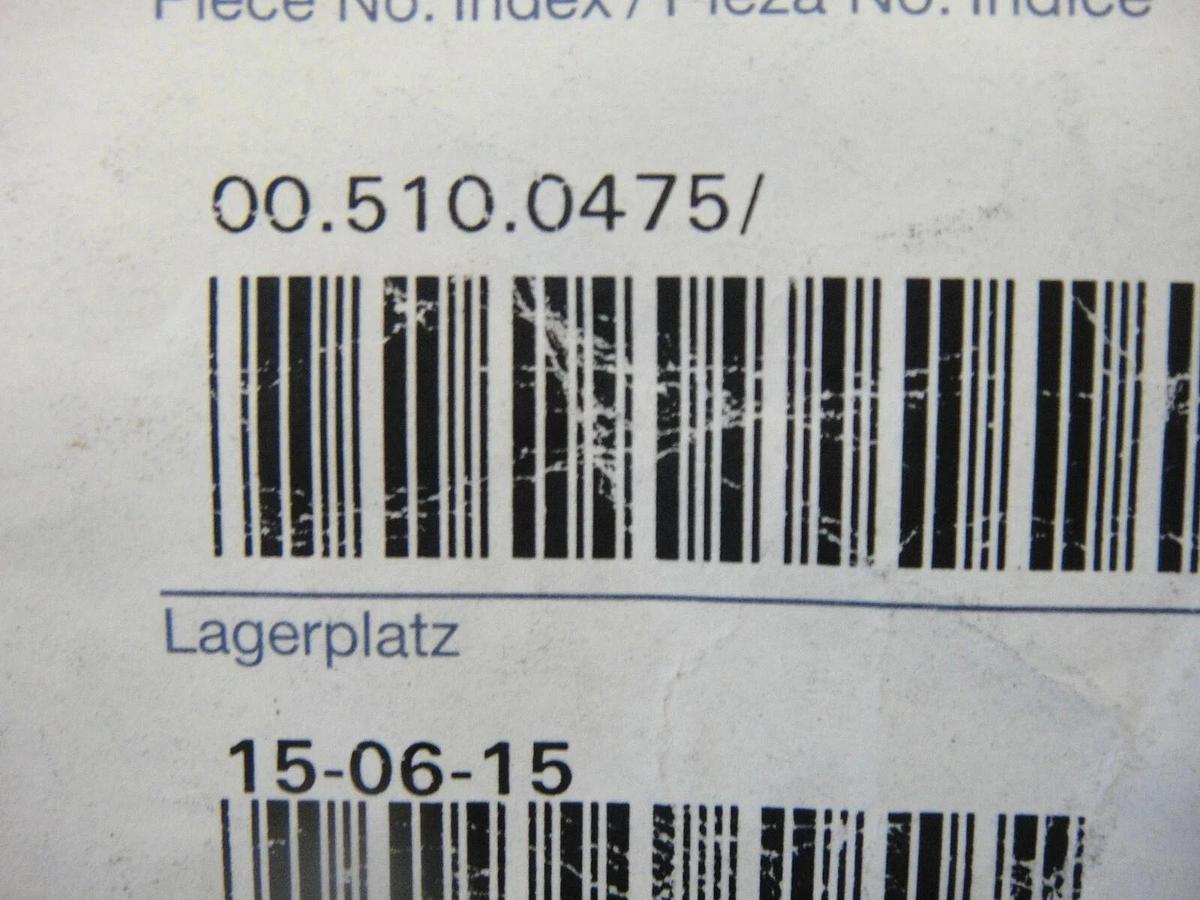 Piece No. Index / Pieza No. Indice
00.510.0475/
Lagerplatz
15-06-15